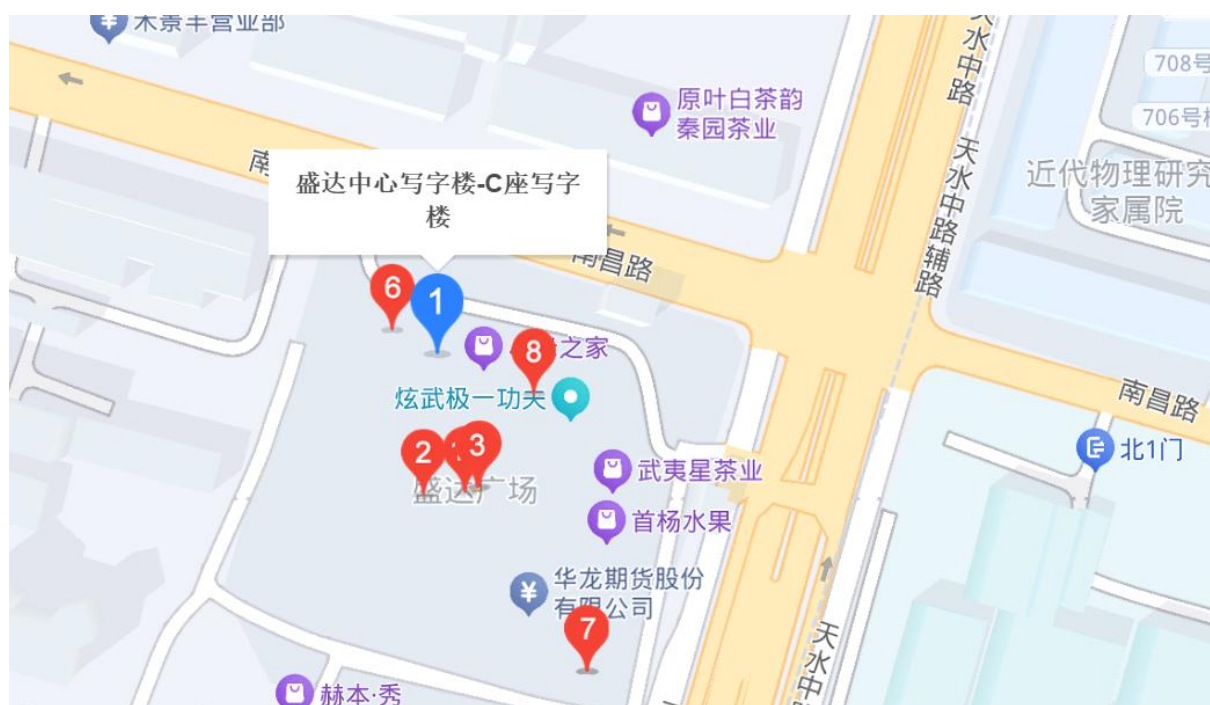 木景丰营业部
天水中路
708号
706号楼
原叶白茶韵
秦园茶业
天水中路辅路
近代物理研究
家属院
盛达中心写字楼-C座写字
楼
南
南昌路
6
1
8
之家
炫武极一功夫
南昌路
2
3
盛达广场
武夷星茶业
北1门
首杨水果
华龙期货股份
有限公司
7
天水中
赫本·秀